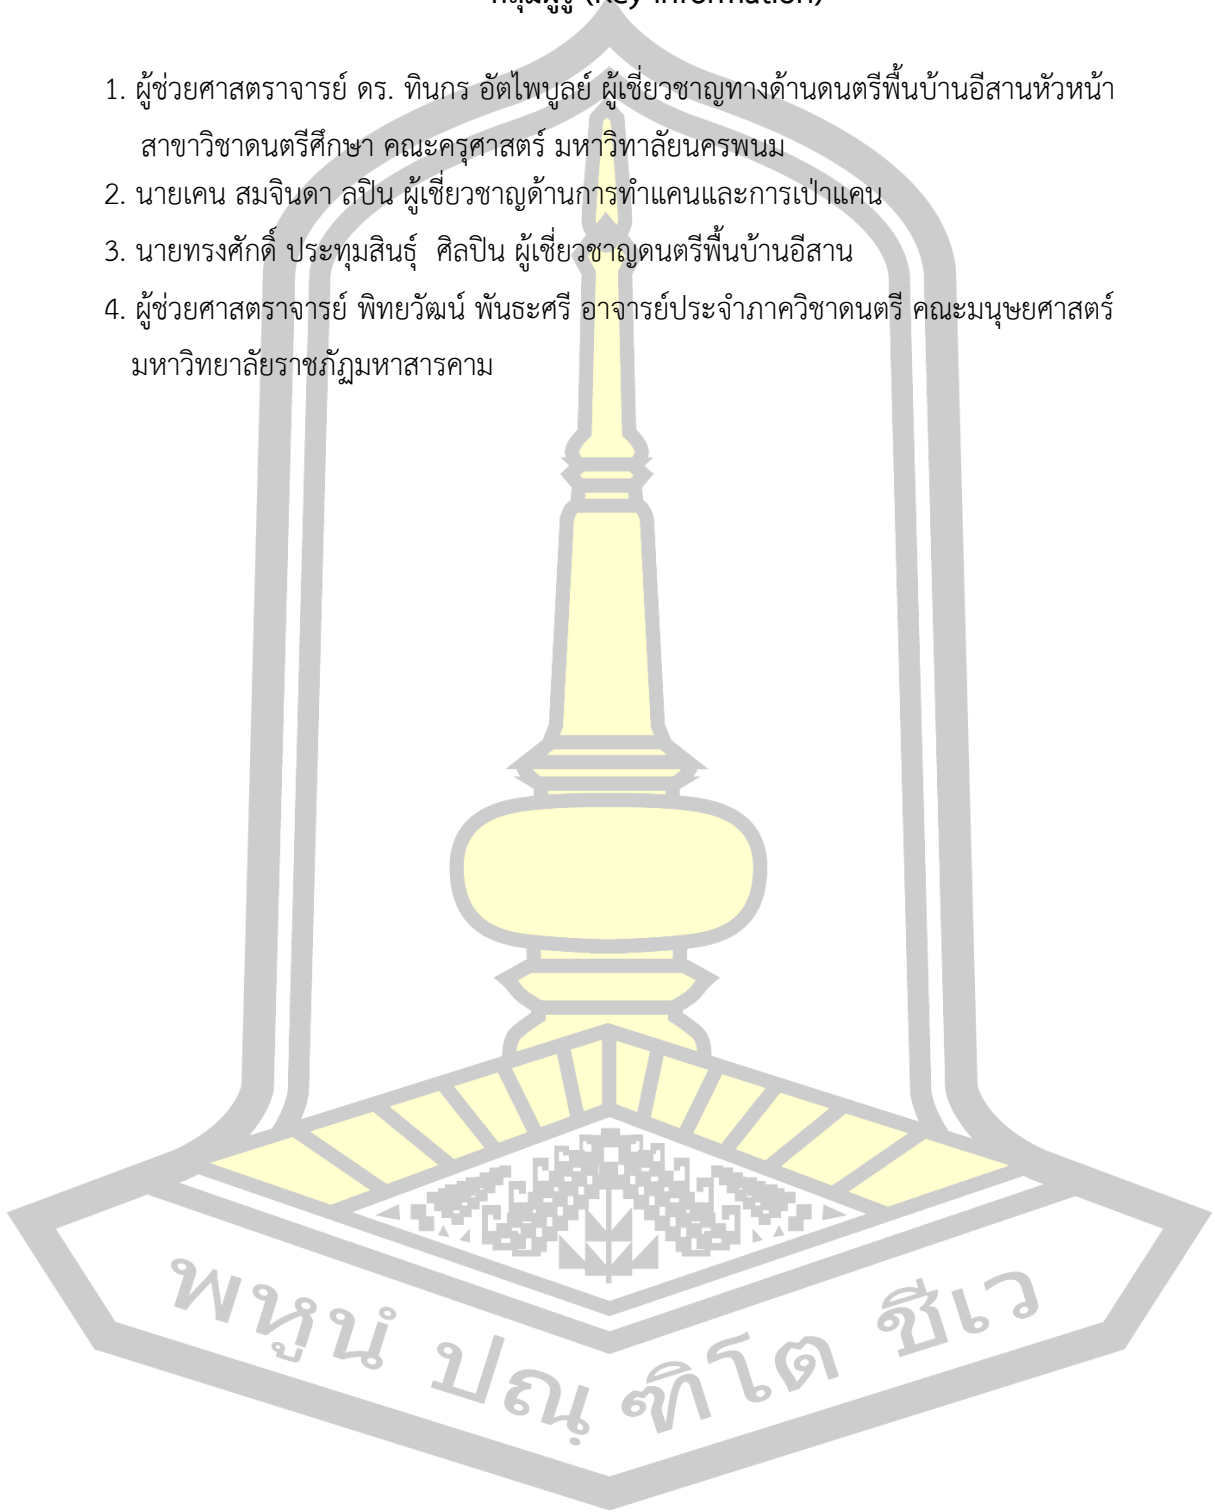 กลุ่มผู้รู้ (Key Information)
1. ผู้ช่วยศาสตราจารย์ ดร. ทินกร อัตไพบูลย์ ผู้เชี่ยวชาญทางด้านดนตรีพื้นบ้านอีสานหัวหน้า
สาขาวิชาดนตรีศึกษา คณะครุศาสตร์ มหาวิทาลัยนครพนม
2. นายเคน สมจินดา ลปิน ผู้เชี่ยวชาญด้านการทำแคนและการเป่าแคน
3. นายทรงศักดิ์ ประทุมสินธุ์ ศิลปิน ผู้เชี่ยวชาญดนตรีพื้นบ้านอีสาน
4. ผู้ช่วยศาสตราจารย์ พิทยวัฒน์ พันธะศรี อาจารย์ประจำภาควิชาดนตรี คณะมนุษยศาสตร์
มหาวิทยาลัยราชภัฏมหาสารคาม
พหูนํ ปณฺฑิโต ชีเว